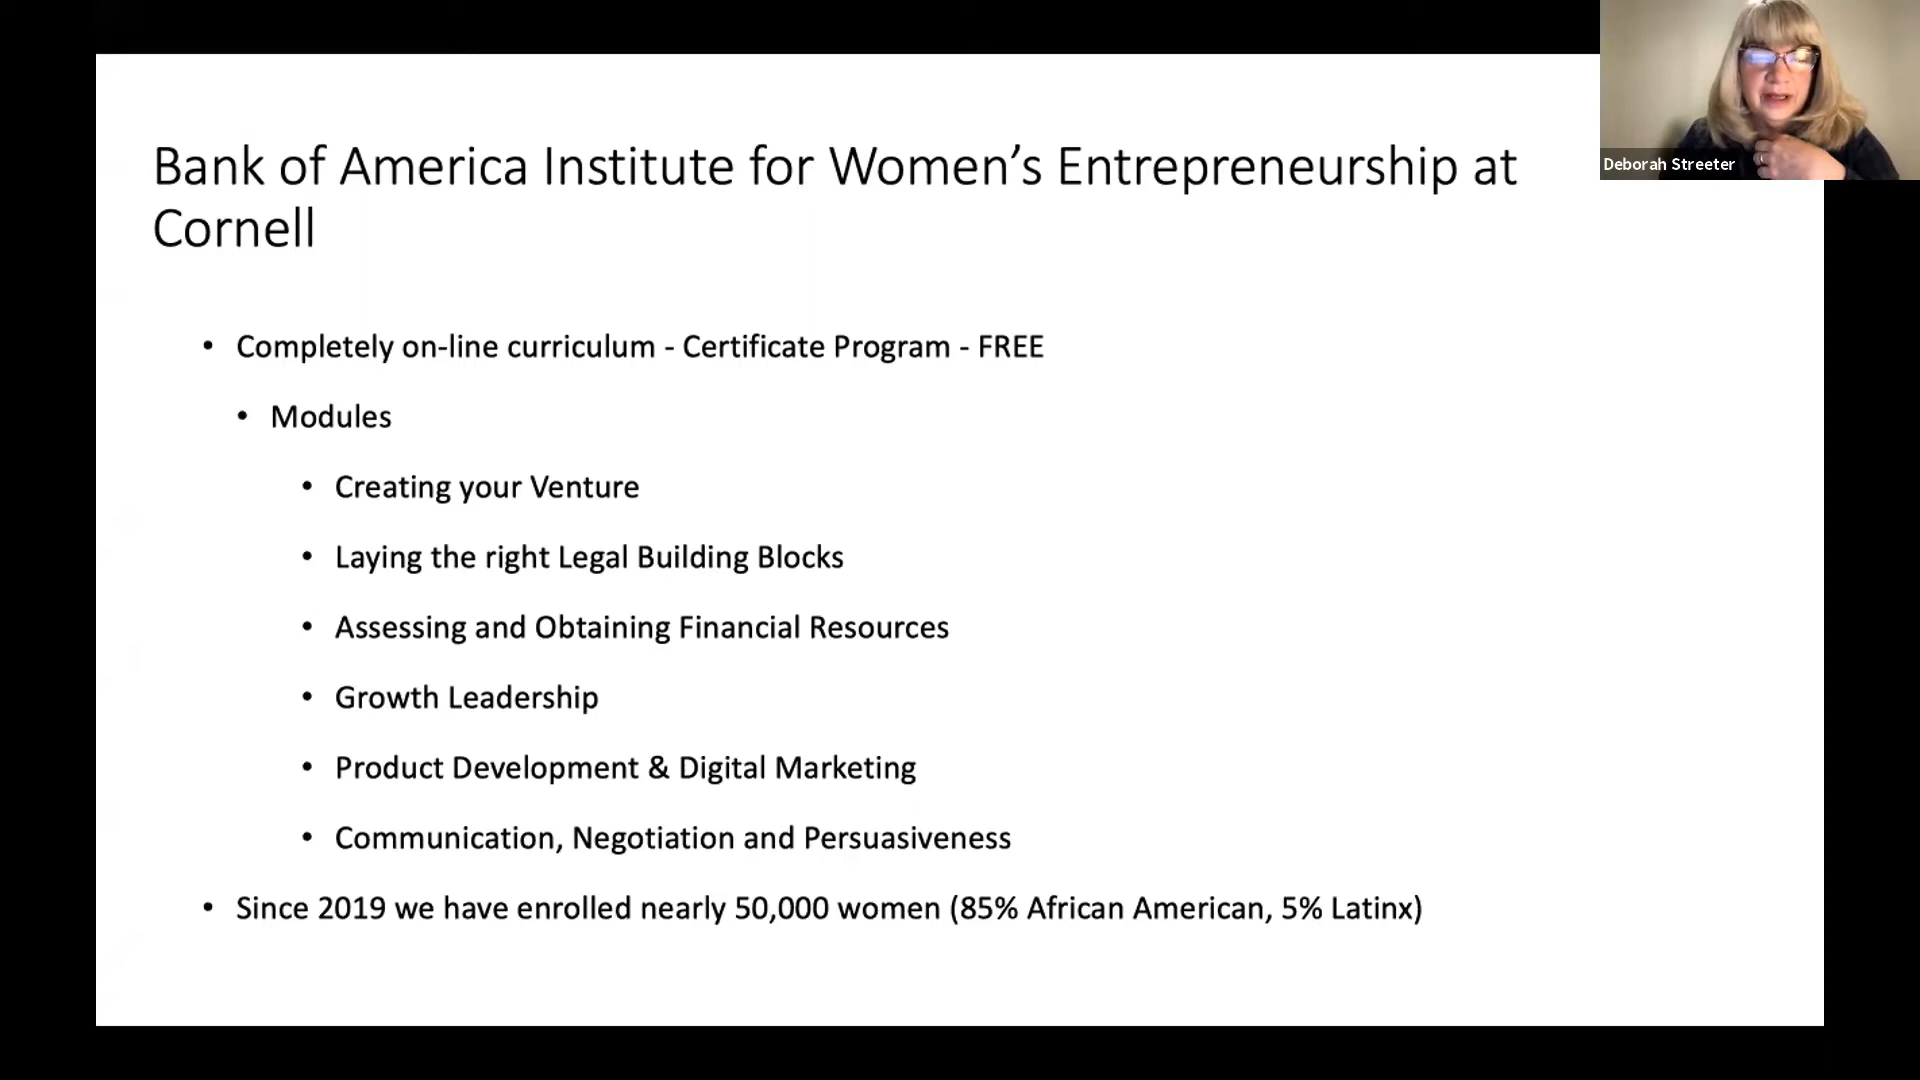 Bank of America Institute for Women’s Entrepreneurship at
Cornell
Deborah Streeter
• Completely on-line curriculum - Certificate Program - FREE
• Modules
• Creating your Venture
• Laying the right Legal Building Blocks
• Assessing and Obtaining Financial Resources
• Growth Leadership
• Product Development & Digital Marketing
• Communication, Negotiation and Persuasiveness
• Since 2019 we have enrolled nearly 50,000 women (85% African American, 5% Latinx)